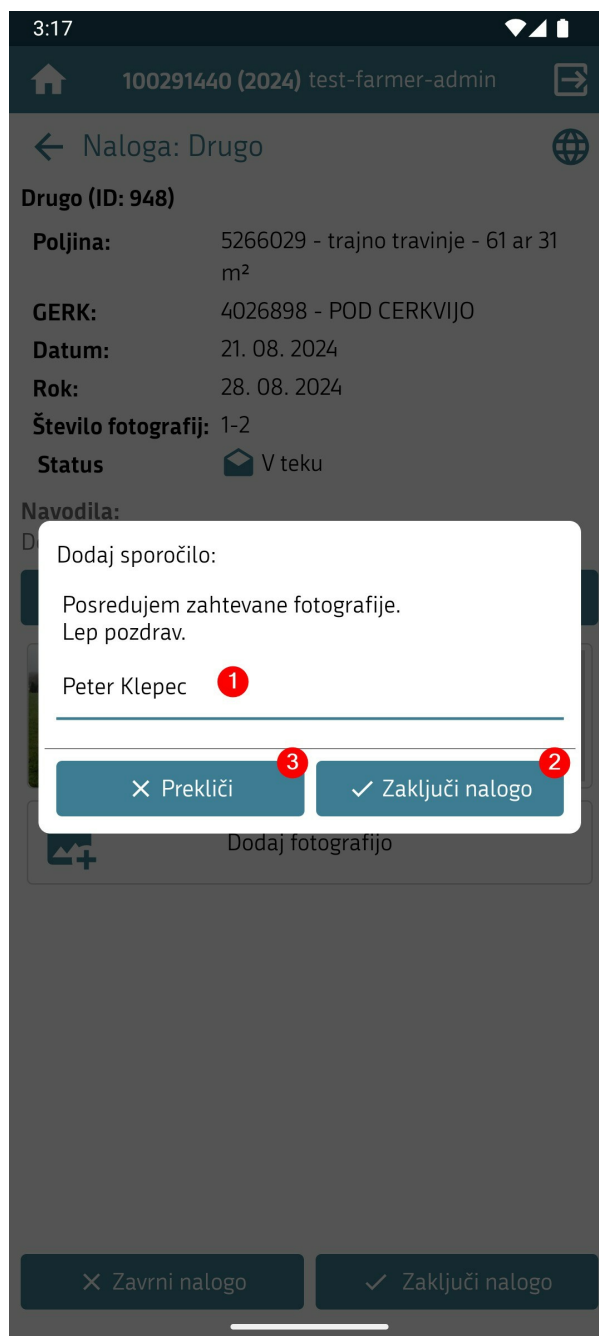 3:17
100291440 (2024) test-farmer-admin
Naloga: Drugo
Drugo (ID: 948)
Poljina: 5266029 - trajno travinje - 61 ar 31
m²
GERK: 4026898 - POD CERKVIJO
Datum: 21. 08. 2024
Rok: 28. 08. 2024
Število fotografij: 1-2
Status V teku
Navodila:
Dodaj sporočilo:
Posredujem zahtevane fotografije.
Lep pozdrav.
Peter Klepec 1
3 2
Prekliči Zaključi nalogo
Dodaj fotografijo
Zavrni nalogo Zaključi nalogo